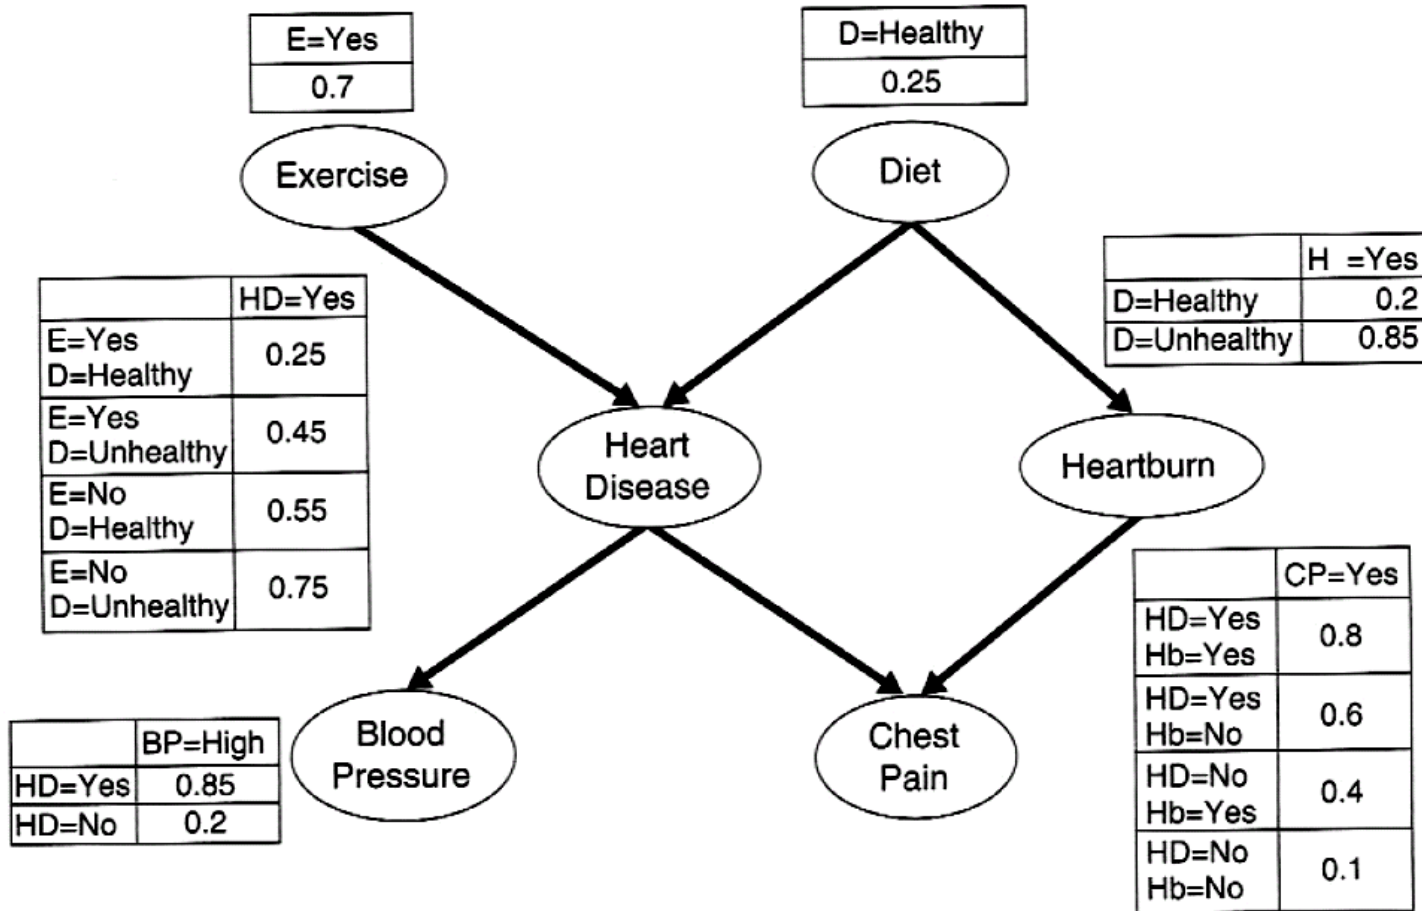 E=Yes
0.7
D=Healthy
0.25
Exercise
Diet
H =Yes
D=Healthy 0.2
D=Unhealthy 0.85
HD=Yes
E=Yes
D=Healthy
0.25
E=Yes
D=Unhealthy
0.45
E=No
D=Healthy
0.55
E=No
D=Unhealthy
0.75
Heart
Disease
Heartburn
BP=High
HD=Yes 0.85
HD=No 0.2
Blood
Pressure
Chest
Pain
CP=Yes
HD=Yes
Hb=Yes
0.8
HD=Yes
Hb=No
0.6
HD=No
Hb=Yes
0.4
HD=No
Hb=No
0.1